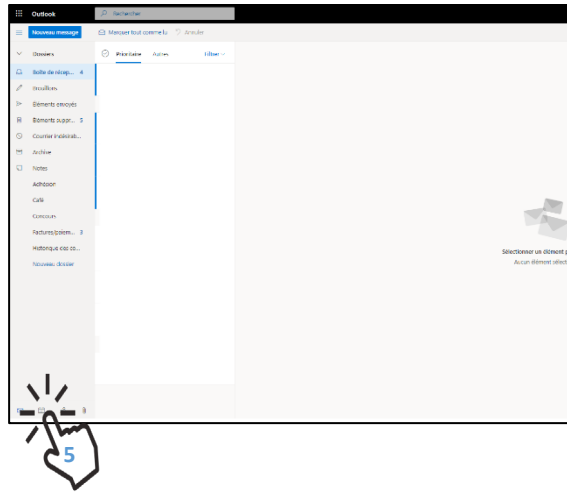 Outlook
Rechercher
Nouveau message
Marquer tout comme lu
Annuler
Dossiers
Prioritaire
Autres
Filtrer
Boîte de récep... 4
Brouillons
Éléments envoyés
Éléments suppr... 5
Courrier indésirab...
Archive
Notes
Adhésion
Café
Concours
Factures/paiem... 3
Historique des co...
Nouveau dossier
Sélectionner un élément p
Aucun élément sélect
5